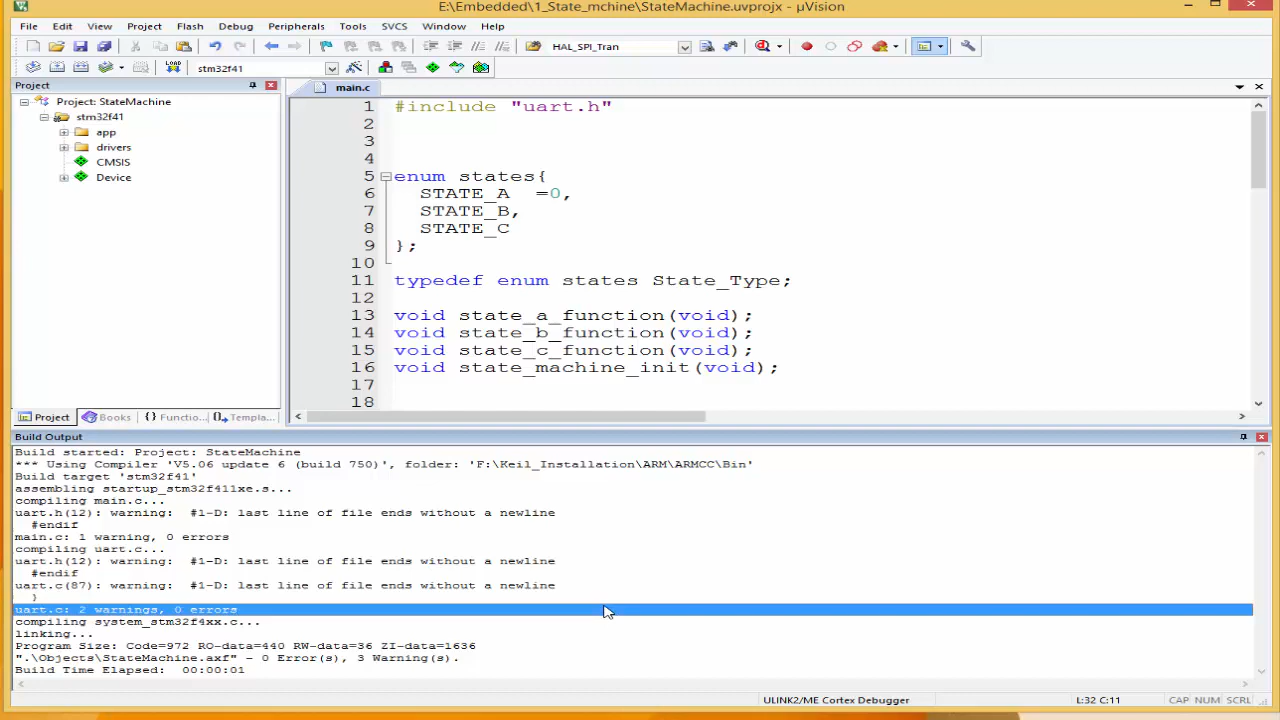 E:\Embedded\1_State_mchine\StateMachine.uvprojx - µVision
File Edit View Project Flash Debug Peripherals Tools SVCS Window Help
HAL_SPI_Tran
LOAD stm32f41
Project
main.c
Project: StateMachine
stm32f41
app
drivers
CMSIS
Device
1 #include "uart.h"
2
3
4
5 enum states{
6 STATE_A =0,
7 STATE_B,
8 STATE_C
9 };
10
11 typedef enum states State_Type;
12
13 void state_a_function(void);
14 void state_b_function(void);
15 void state_c_function(void);
16 void state_machine_init(void);
17
18
Project Books {} Functio... 0, Templa...
Build Output
Build started: Project: StateMachine
*** Using Compiler 'V5.06 update 6 (build 750)', folder: 'F:\Keil_Installation\ARM\ARMCC\Bin'
Build target 'stm32f41'
assembling startup_stm32f411xe.s...
compiling main.c...
uart.h(12): warning: #1-D: last line of file ends without a newline
#endif
main.c: 1 warning, 0 errors
compiling uart.c...
uart.h(12): warning: #1-D: last line of file ends without a newline
#endif
uart.c(87): warning: #1-D: last line of file ends without a newline
}
uart.c: 2 warnings, 0 errors
compiling system_stm32f4xx.c...
linking...
Program Size: Code=972 RO-data=440 RW-data=36 ZI-data=1636
".\Objects\StateMachine.axf" - 0 Error(s), 3 Warning(s).
Build Time Elapsed: 00:00:01
ULINK2/ME Cortex Debugger L:32 C:11 CAP NUM SCRL